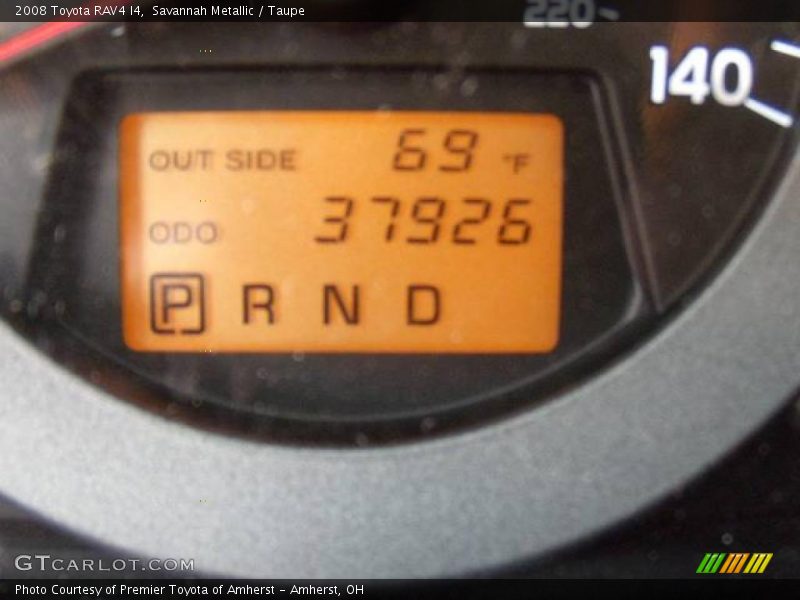 2008 Toyota RAV4 I4, Savannah Metallic / Taupe
220
140
OUT SIDE 69 °F
ODO 37926
P R N D
GTCARLOT.COM
Photo Courtesy of Premier Toyota of Amherst - Amherst, OH